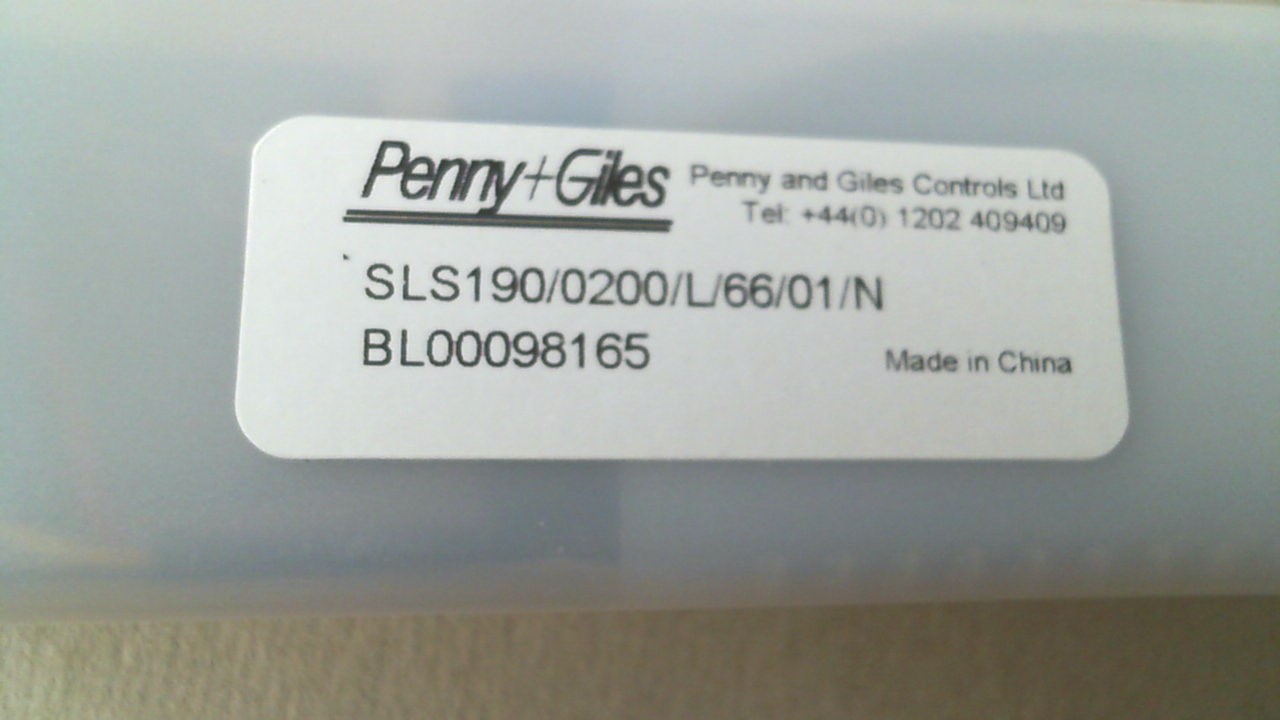 Penny+Giles
Penny and Giles Controls Ltd
Tel: +44(0) 1202 409409
SLS190/0200/L/66/01/N
BL00098165
Made in China